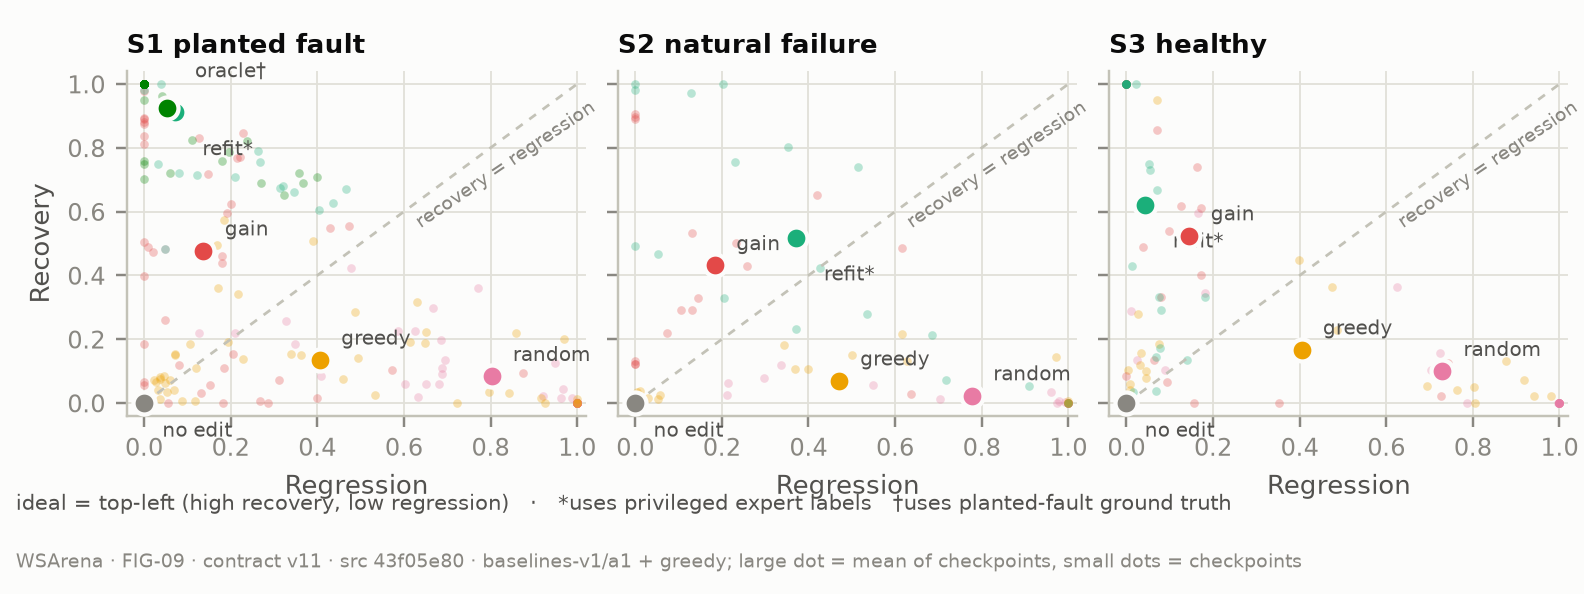 S1 planted fault
S2 natural failure
S3 healthy
Recovery
1.0
0.8
0.6
0.4
0.2
0.0
oracle†
refit*
gain
greedy
random
no edit
recovery = regression
0.0 0.2 0.4 0.6 0.8 1.0
Regression
gain
refit*
greedy
random
no edit
recovery = regression
0.0 0.2 0.4 0.6 0.8 1.0
Regression
gain
greedy
random
no edit
recovery = regression
0.0 0.2 0.4 0.6 0.8 1.0
Regression
ideal = top-left (high recovery, low regression) · *uses privileged expert labels †uses planted-fault ground truth
WSArena · FIG-09 · contract v11 · src 43f05e80 · baselines-v1/a1 + greedy; large dot = mean of checkpoints, small dots = checkpoints